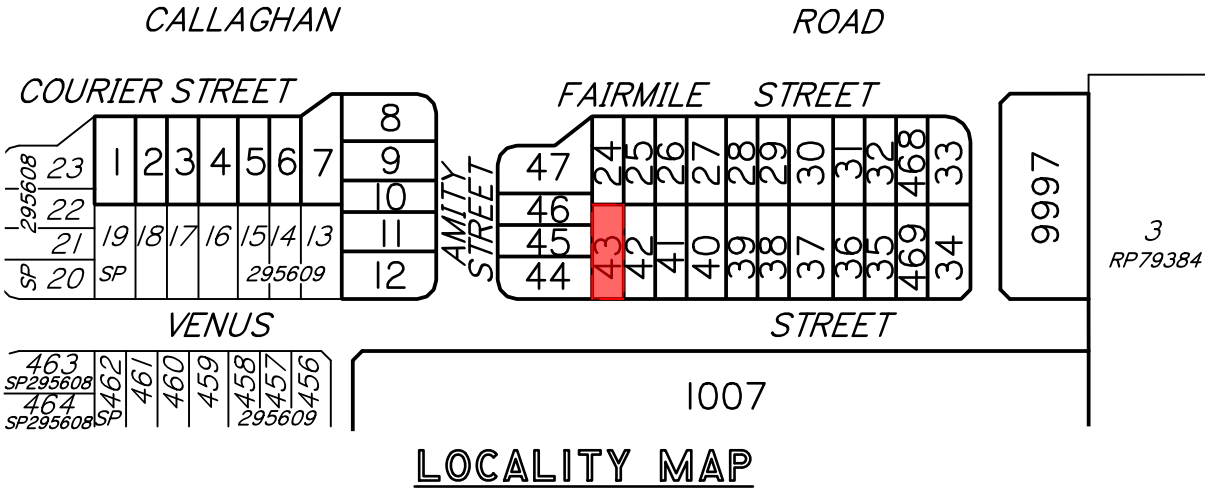 CALLAGHAN ROAD
COURIER STREET
FAIRMILE STREET
8
23
1 2 3 4 5 6 7
9
47
24 25 26 27 28 29 30 31 32 468 33
9997
295608
10
AMITY STREET
22
46
3
RP79384
19 18 17 16 15 14 13
11
21
45
43 42 41 40 39 38 37 36 35 469 34
SP 20
SP
295609
12
44
VENUS STREET
463
SP295608
462 461 460 459 458 457 456
464
SP295608
SP
295609
1007
LOCALITY MAP